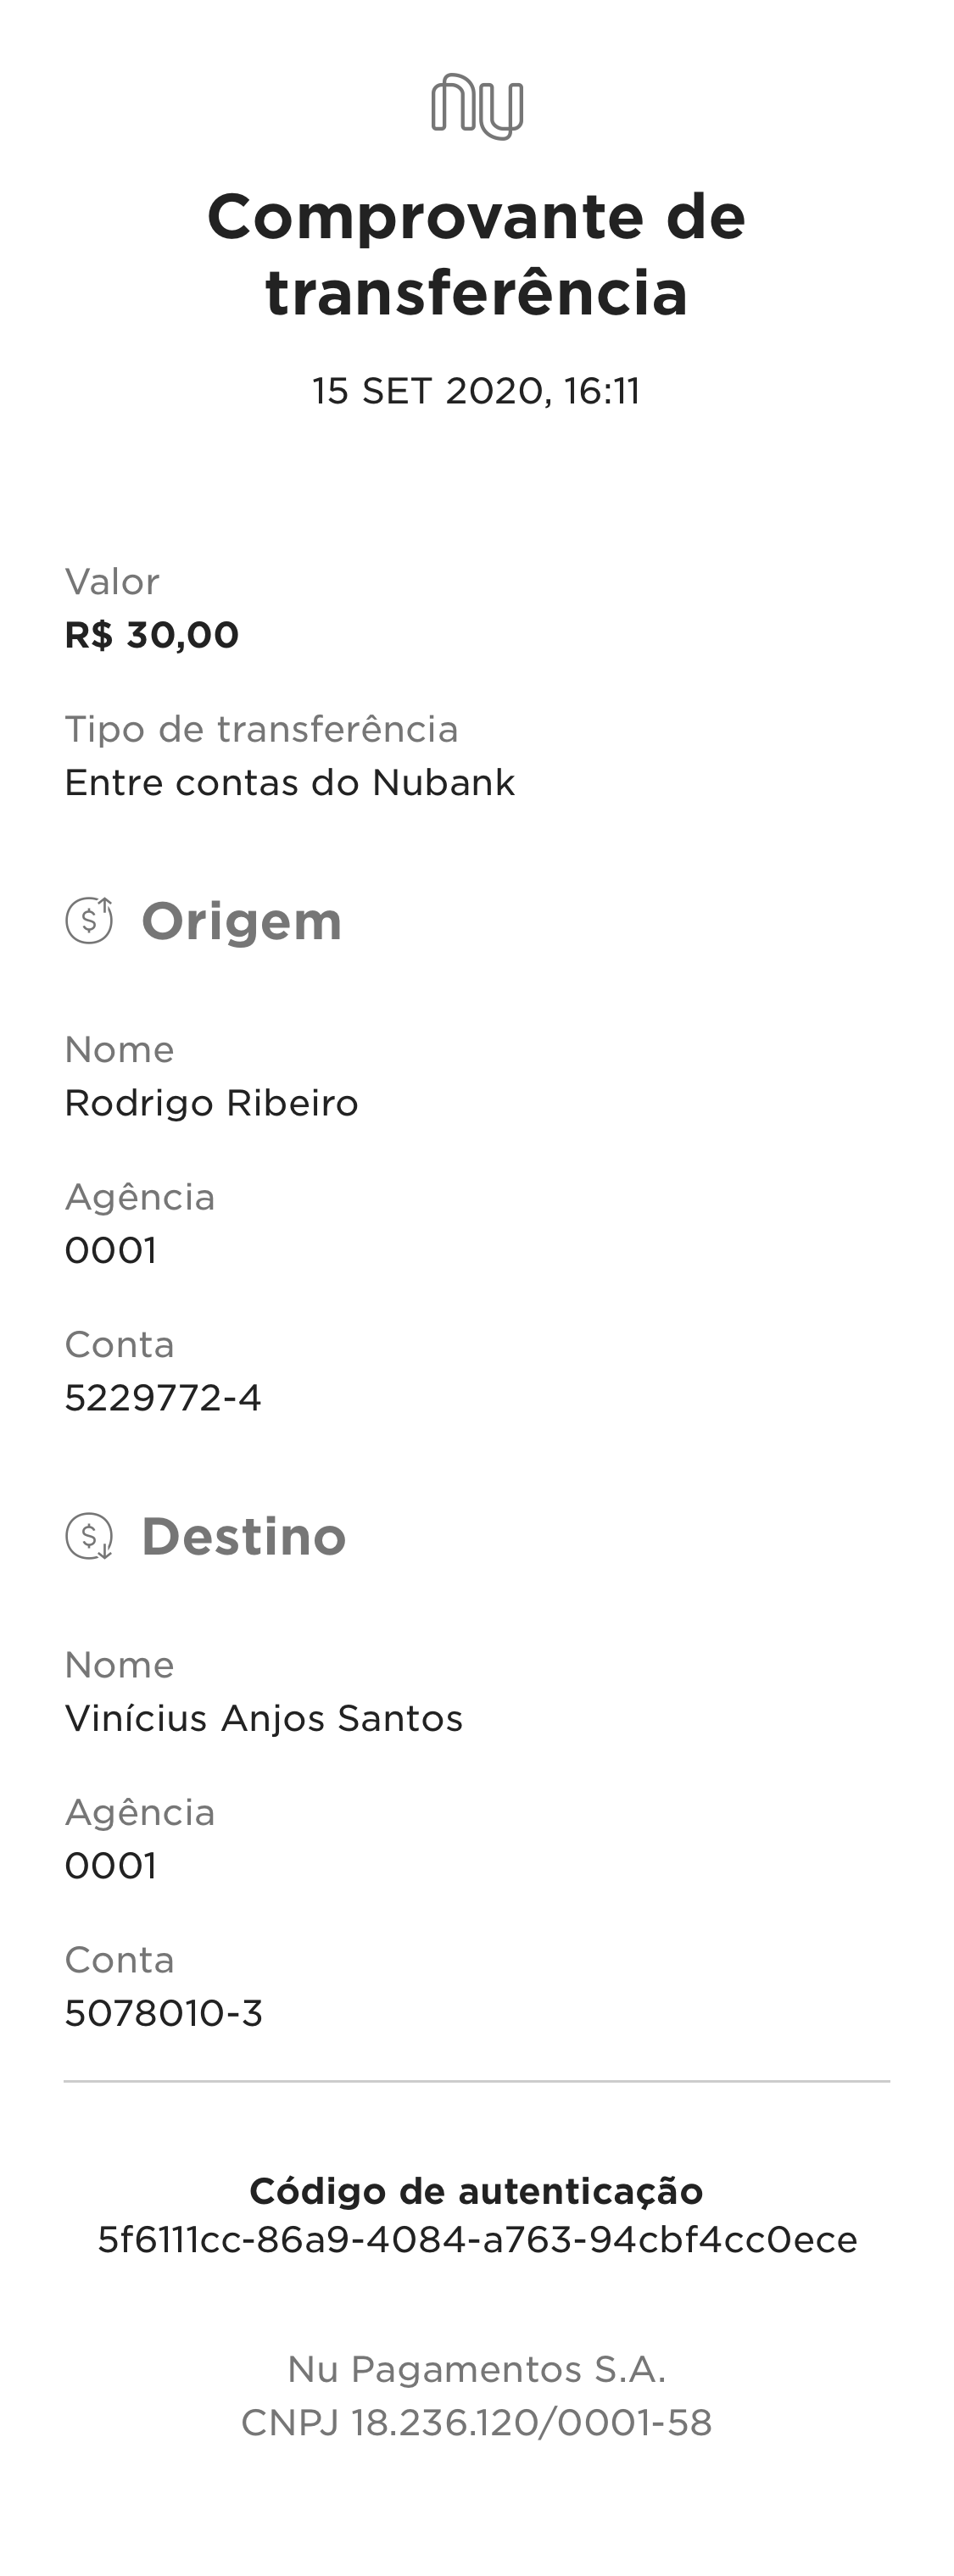 nu
Comprovante de
transferência
15 SET 2020, 16:11
Valor
R$ 30,00
Tipo de transferência
Entre contas do Nubank
$ Origem
Nome
Rodrigo Ribeiro
Agência
0001
Conta
5229772-4
$ Destino
Nome
Vinícius Anjos Santos
Agência
0001
Conta
5078010-3
Código de autenticação
5f6111cc-86a9-4084-a763-94cbf4cc0ece
Nu Pagamentos S.A.
CNPJ 18.236.120/0001-58